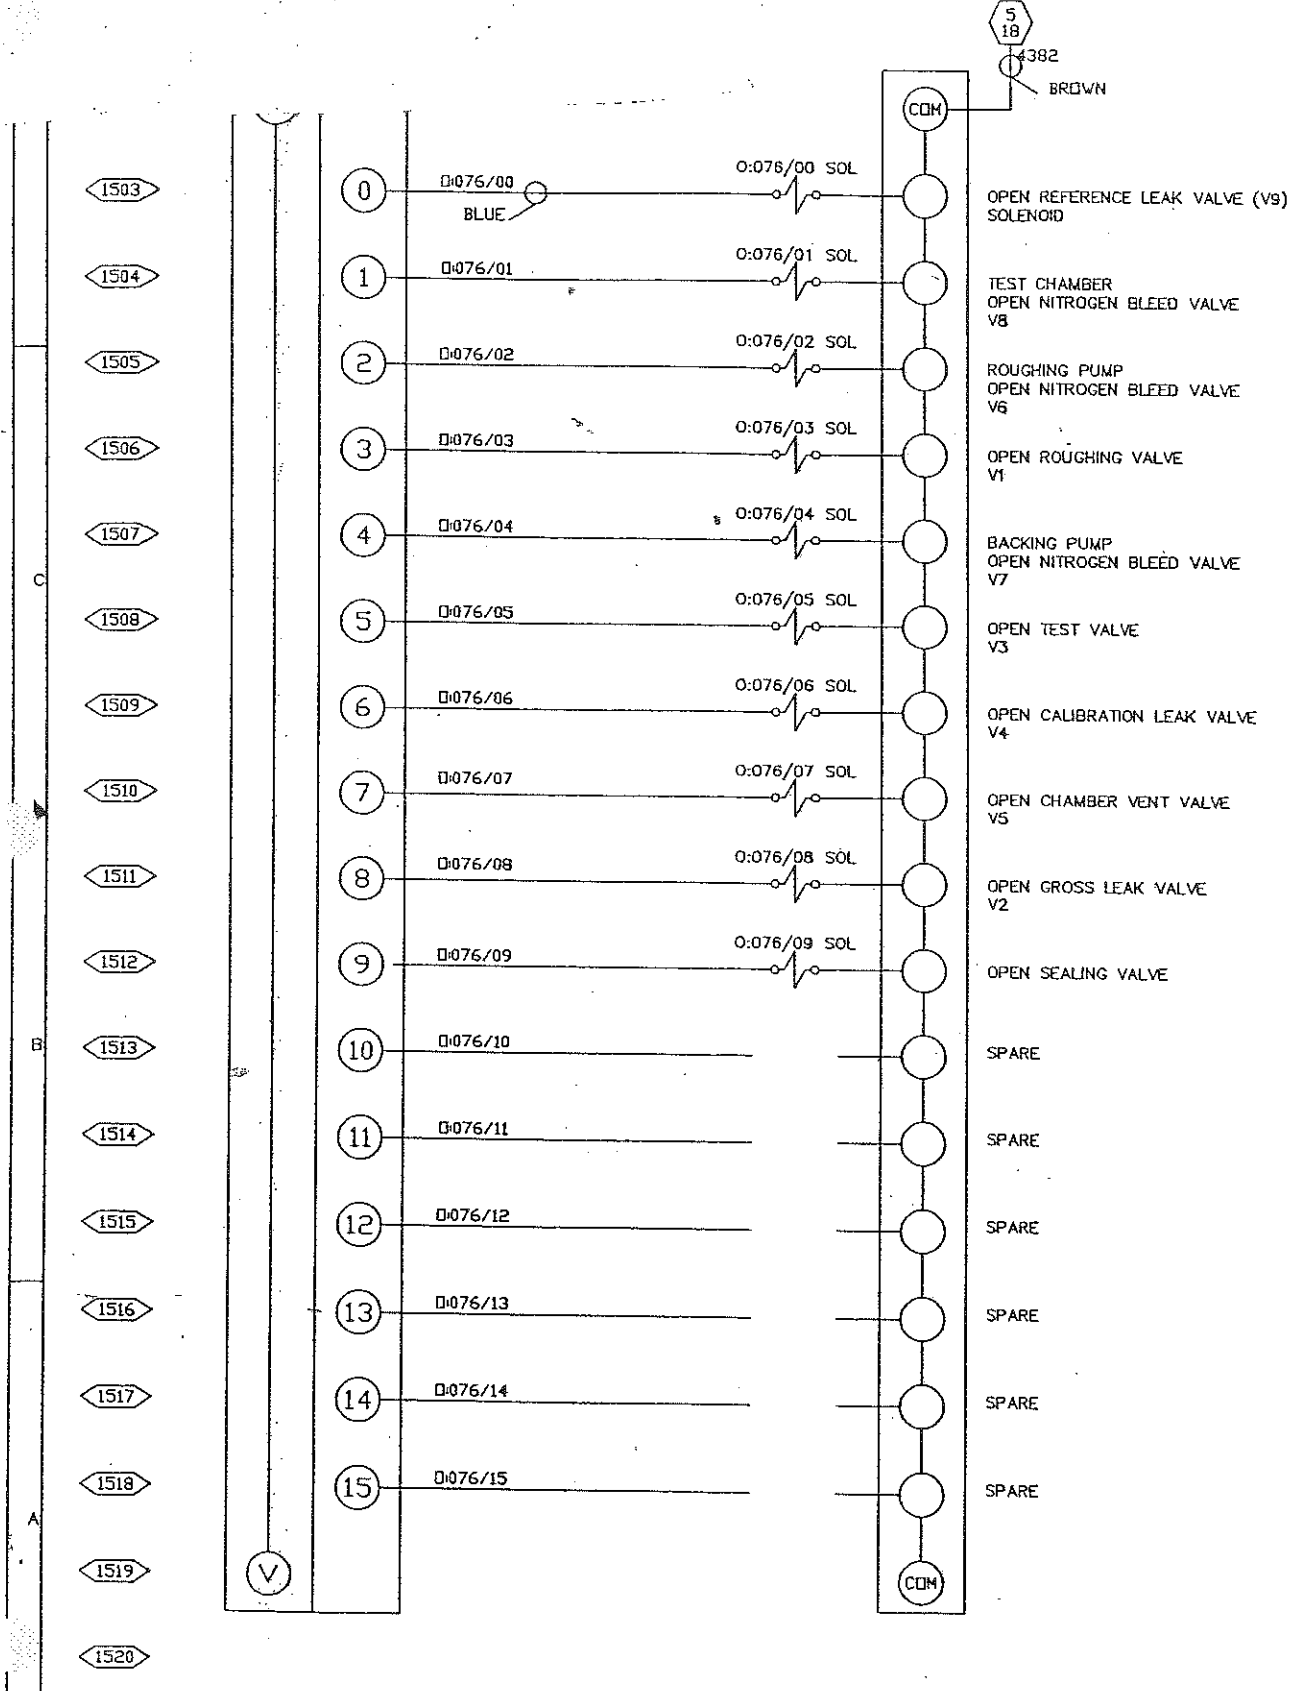 5
18
4382
BROWN
COM
1503
0
O:076/00
BLUE
O:076/00 SOL
OPEN REFERENCE LEAK VALVE (V9)
SOLENOID
1504
1
O:076/01
O:076/01 SOL
TEST CHAMBER
OPEN NITROGEN BLEED VALVE
V8
1505
2
O:076/02
O:076/02 SOL
ROUGHING PUMP
OPEN NITROGEN BLEED VALVE
V6
1506
3
O:076/03
O:076/03 SOL
OPEN ROUGHING VALVE
V1
1507
4
O:076/04
O:076/04 SOL
BACKING PUMP
OPEN NITROGEN BLEED VALVE
V7
C
1508
5
O:076/05
O:076/05 SOL
OPEN TEST VALVE
V3
1509
6
O:076/06
O:076/06 SOL
OPEN CALIBRATION LEAK VALVE
V4
1510
7
O:076/07
O:076/07 SOL
OPEN CHAMBER VENT VALVE
V5
1511
8
O:076/08
O:076/08 SOL
OPEN GROSS LEAK VALVE
V2
1512
9
O:076/09
O:076/09 SOL
OPEN SEALING VALVE
B
1513
10
O:076/10
SPARE
1514
11
O:076/11
SPARE
1515
12
O:076/12
SPARE
1516
13
O:076/13
SPARE
1517
14
O:076/14
SPARE
1518
15
O:076/15
SPARE
A
1519
V
COM
1520